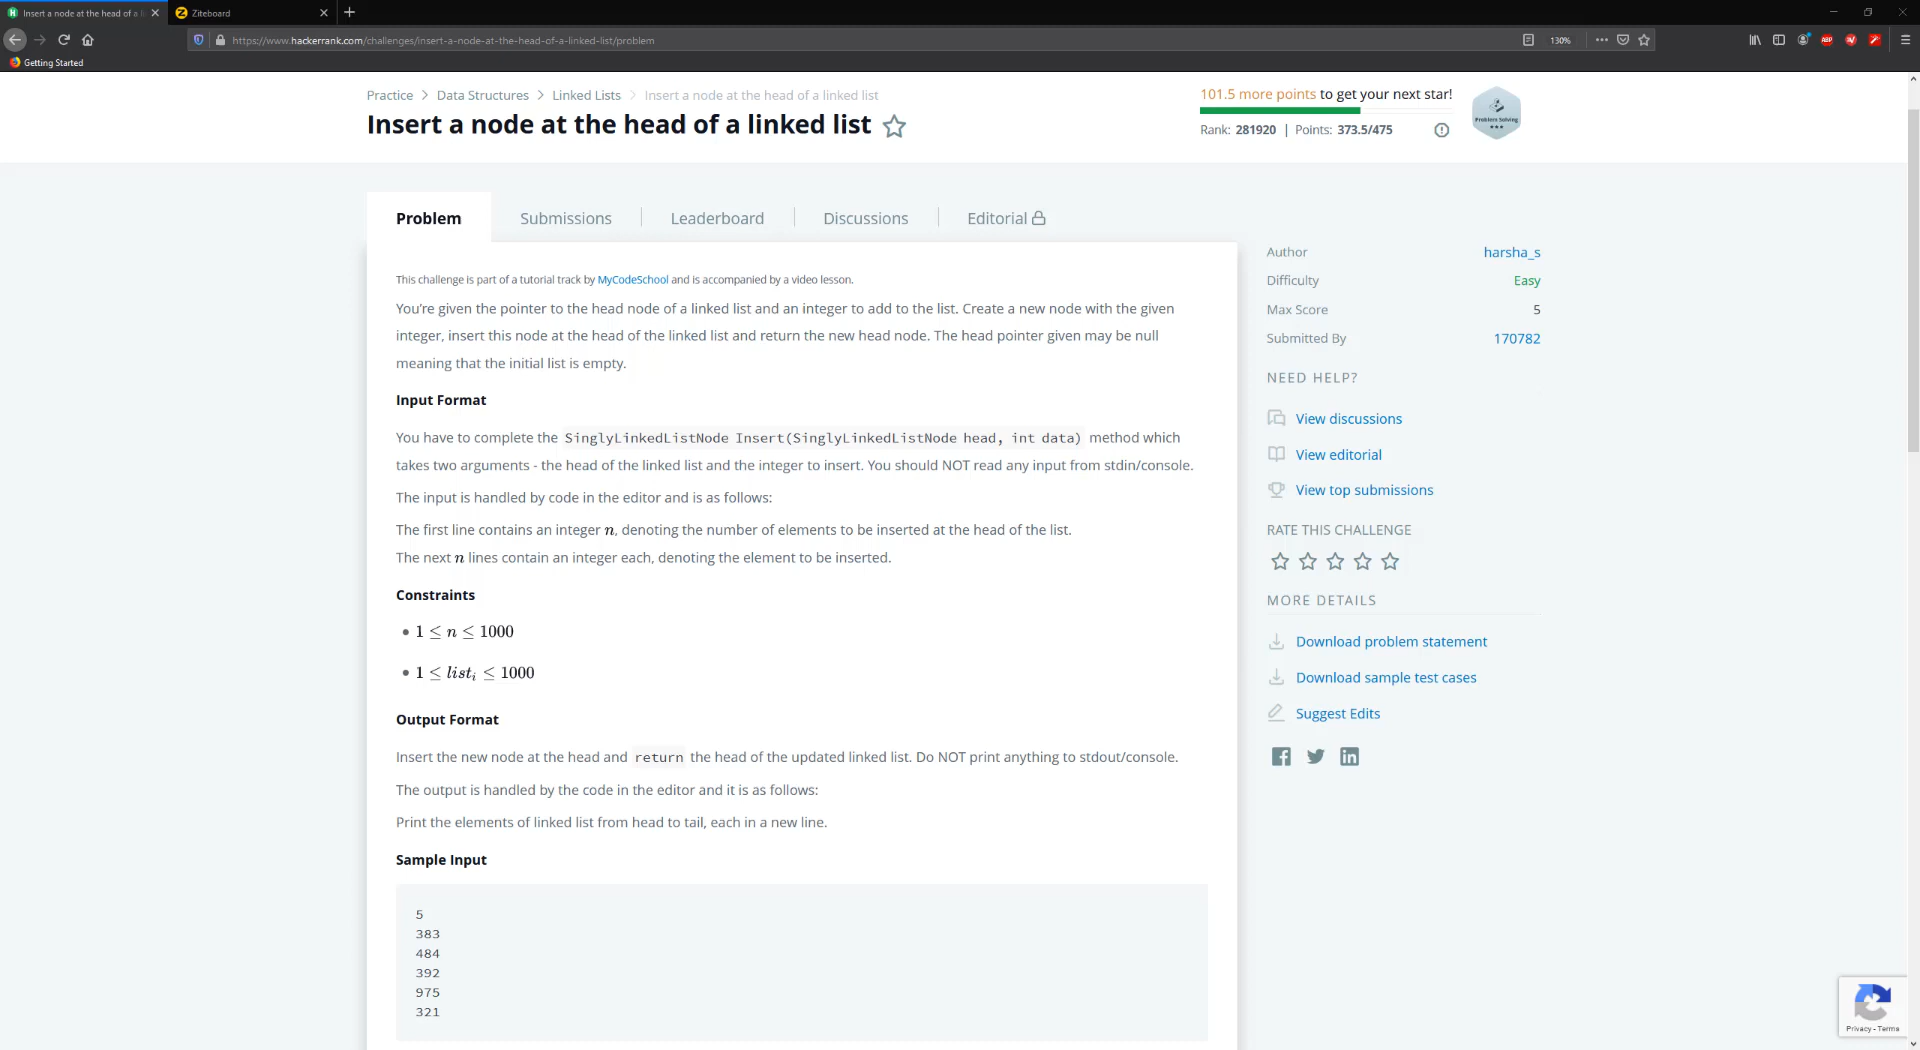 Insert a node at the head of a l
Ziteboard
https://www.hackerrank.com/challenges/insert-a-node-at-the-head-of-a-linked-list/problem
130%
ABP
Getting Started
Practice > Data Structures > Linked Lists > Insert a node at the head of a linked list
Insert a node at the head of a linked list
101.5 more points to get your next star!
Rank: 281920 | Points: 373.5/475
Problem Solving
Problem
Submissions
Leaderboard
Discussions
Editorial
This challenge is part of a tutorial track by MyCodeSchool and is accompanied by a video lesson.
You're given the pointer to the head node of a linked list and an integer to add to the list. Create a new node with the given
integer, insert this node at the head of the linked list and return the new head node. The head pointer given may be null
meaning that the initial list is empty.
Input Format
You have to complete the SinglyLinkedListNode Insert(SinglyLinkedListNode head, int data) method which
takes two arguments - the head of the linked list and the integer to insert. You should NOT read any input from stdin/console.
The input is handled by code in the editor and is as follows:
The first line contains an integer n, denoting the number of elements to be inserted at the head of the list.
The next n lines contain an integer each, denoting the element to be inserted.
Constraints
• 1 ≤ n ≤ 1000
• 1 ≤ listᵢ ≤ 1000
Output Format
Insert the new node at the head and return the head of the updated linked list. Do NOT print anything to stdout/console.
The output is handled by the code in the editor and it is as follows:
Print the elements of linked list from head to tail, each in a new line.
Sample Input
5
383
484
392
975
321
Author harsha_s
Difficulty Easy
Max Score 5
Submitted By 170782
NEED HELP?
View discussions
View editorial
View top submissions
RATE THIS CHALLENGE
MORE DETAILS
Download problem statement
Download sample test cases
Suggest Edits
Privacy - Terms